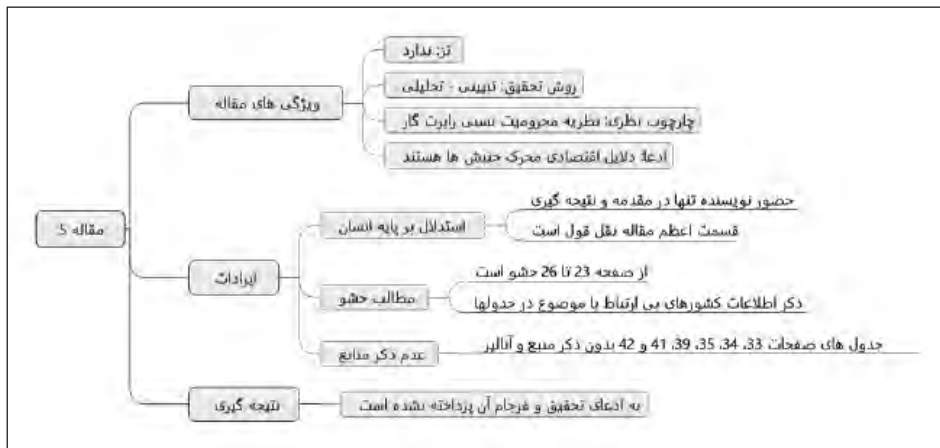 مقاله 5
ویژگی های مقاله
تز: ندارد
روش تحقیق: تبیینی - تحلیلی
چارچوب نظری: نظریه محرومیت نسبی رابرت گار
ادعا: دلایل اقتصادی محرک جنبش ها هستند
ایرادات
استدلال بر پایه انسان
حضور نویسنده تنها در مقدمه و نتیجه گیری
قسمت اعظم مقاله نقل قول است
مطالب حشو
از صفحه 23 تا 26 حشو است
ذکر اطلاعات کشورهای بی ارتباط با موضوع در جدولها
عدم ذکر منابع
جدول های صفحات 33، 34، 35، 39، 41 و 42 بدون ذکر منبع و آنالیز
نتیجه گیری
به ادعای تحقیق و فرجام آن پرداخته نشده است